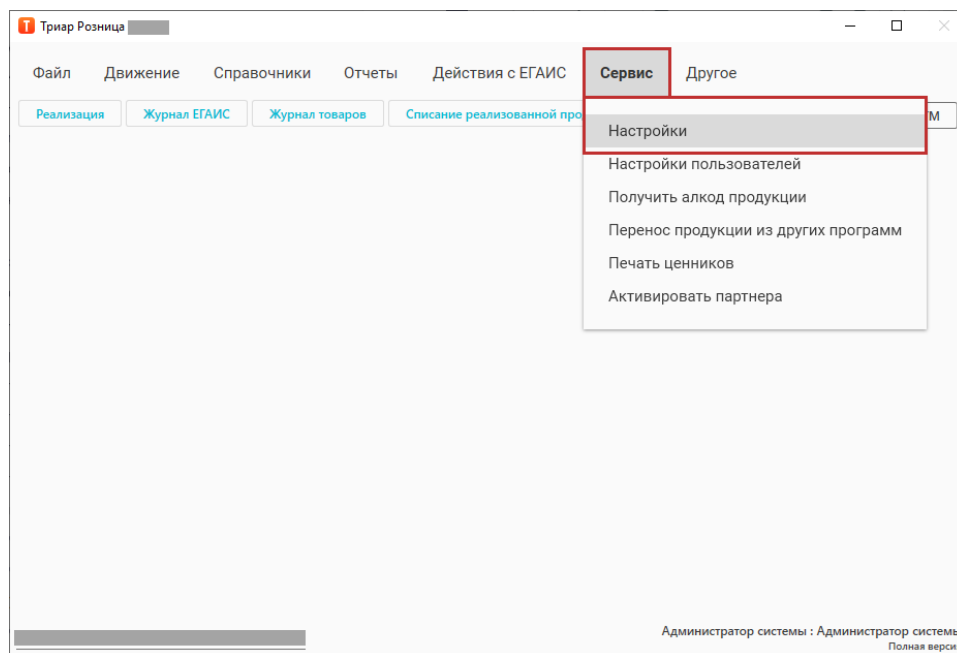 Т Триар Розница
Файл Движение Справочники Отчеты Действия с ЕГАИС Сервис Другое
Реализация Журнал ЕГАИС Журнал товаров Списание реализованной про М
Настройки
Настройки пользователей
Получить алкод продукции
Перенос продукции из других программ
Печать ценников
Активировать партнера
Администратор системы : Администратор системы
Полная верси